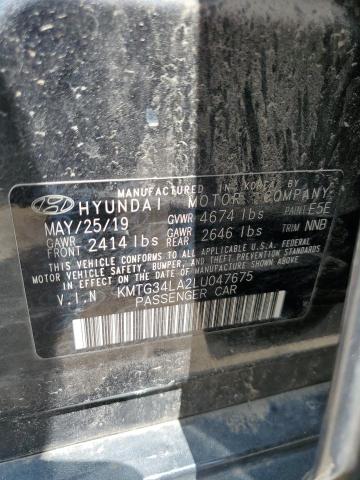 MANUFACTURED IN KOREA BY
HYUNDAI MOTOR COMPANY
MAY/25/19 GVWR 4674 lbs PAINT E5E
GAWR FRONT 2414 lbs GAWR REAR 2646 lbs TRIM NNB
THIS VEHICLE CONFORMS TO ALL APPLICABLE U.S. FEDERAL
MOTOR VEHICLE SAFETY, BUMPER, AND THEFT PREVENTION
STANDARDS IN EFFECT ON THE DATE OF MANUFACTURE SHOWN ABOVE.
V.I.N KMTG34LA2LU047675
PASSENGER CAR